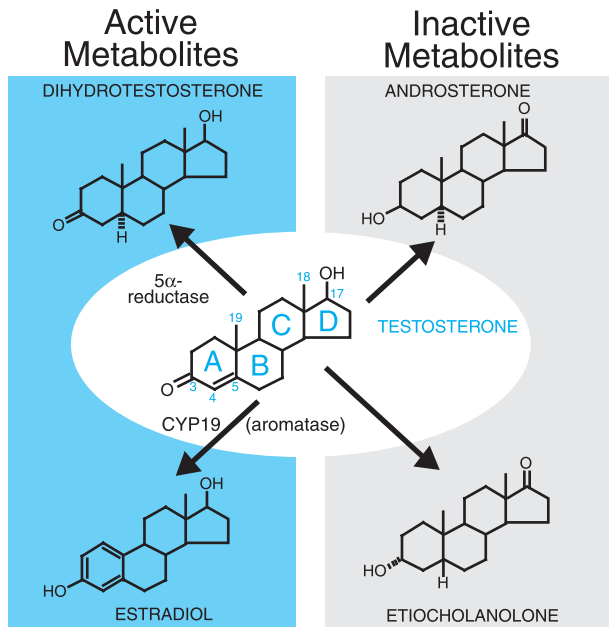 Active
Metabolites
Inactive
Metabolites
DIHYDROTESTOSTERONE
OH
O
H
ANDROSTERONE
O
HO
H
5α-
reductase
18
OH
17
19
C
D
A
B
O
3
4
5
TESTOSTERONE
CYP19 (aromatase)
OH
HO
ESTRADIOL
O
HO
H
ETIOCHOLANOLONE